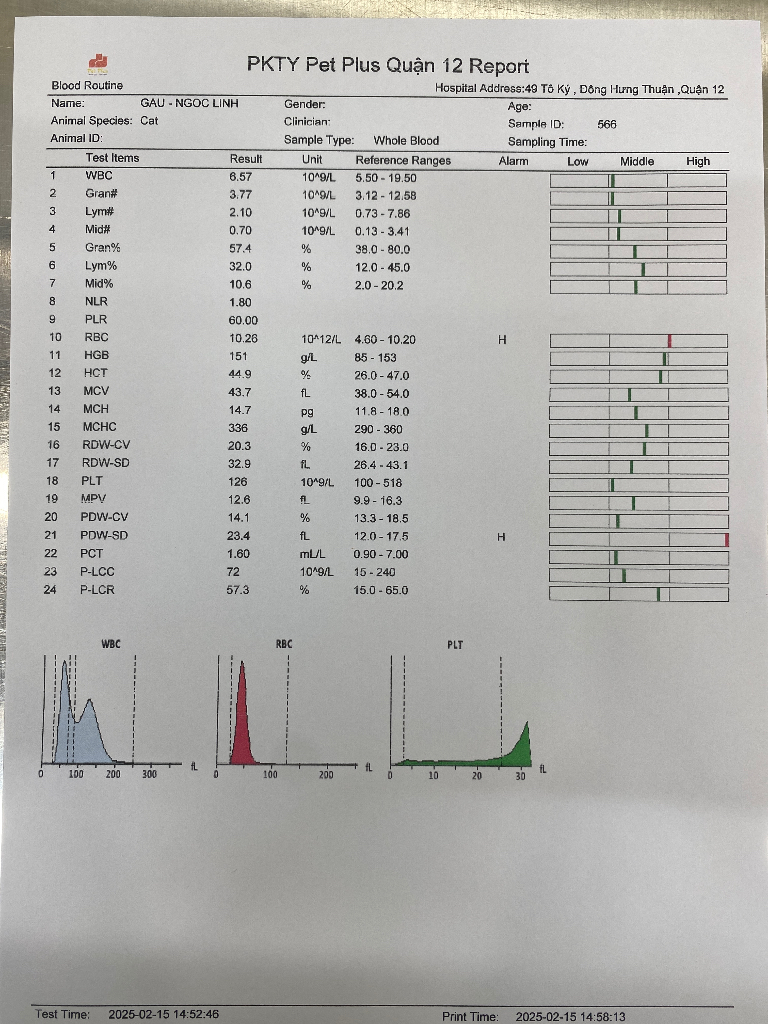 PKTY Pet Plus Quận 12 Report
Blood Routine Hospital Address:49 Tô Ký , Đông Hưng Thuận ,Quận 12
Name: GAU - NGOC LINH Gender: Age:
Animal Species: Cat Clinician: Sample ID: 566
Animal ID: Sample Type: Whole Blood Sampling Time:
Test Items Result Unit Reference Ranges Alarm Low Middle High
1 WBC 6.57 10^9/L 5.50 - 19.50
2 Gran# 3.77 10^9/L 3.12 - 12.58
3 Lym# 2.10 10^9/L 0.73 - 7.86
4 Mid# 0.70 10^9/L 0.13 - 3.41
5 Gran% 57.4 % 38.0 - 80.0
6 Lym% 32.0 % 12.0 - 45.0
7 Mid% 10.6 % 2.0 - 20.2
8 NLR 1.80
9 PLR 60.00
10 RBC 10.26 10^12/L 4.60 - 10.20 H
11 HGB 151 g/L 85 - 153
12 HCT 44.9 % 26.0 - 47.0
13 MCV 43.7 fL 38.0 - 54.0
14 MCH 14.7 pg 11.8 - 18.0
15 MCHC 336 g/L 290 - 360
16 RDW-CV 20.3 % 16.0 - 23.0
17 RDW-SD 32.9 fL 26.4 - 43.1
18 PLT 126 10^9/L 100 - 518
19 MPV 12.6 fL 9.9 - 16.3
20 PDW-CV 14.1 % 13.3 - 18.5
21 PDW-SD 23.4 fL 12.0 - 17.5 H
22 PCT 1.60 mL/L 0.90 - 7.00
23 P-LCC 72 10^9/L 15 - 240
24 P-LCR 57.3 % 15.0 - 65.0
WBC RBC PLT
0 100 200 300 fL 0 100 200 fL 0 10 20 30 fL
Test Time: 2025-02-15 14:52:46 Print Time: 2025-02-15 14:58:13